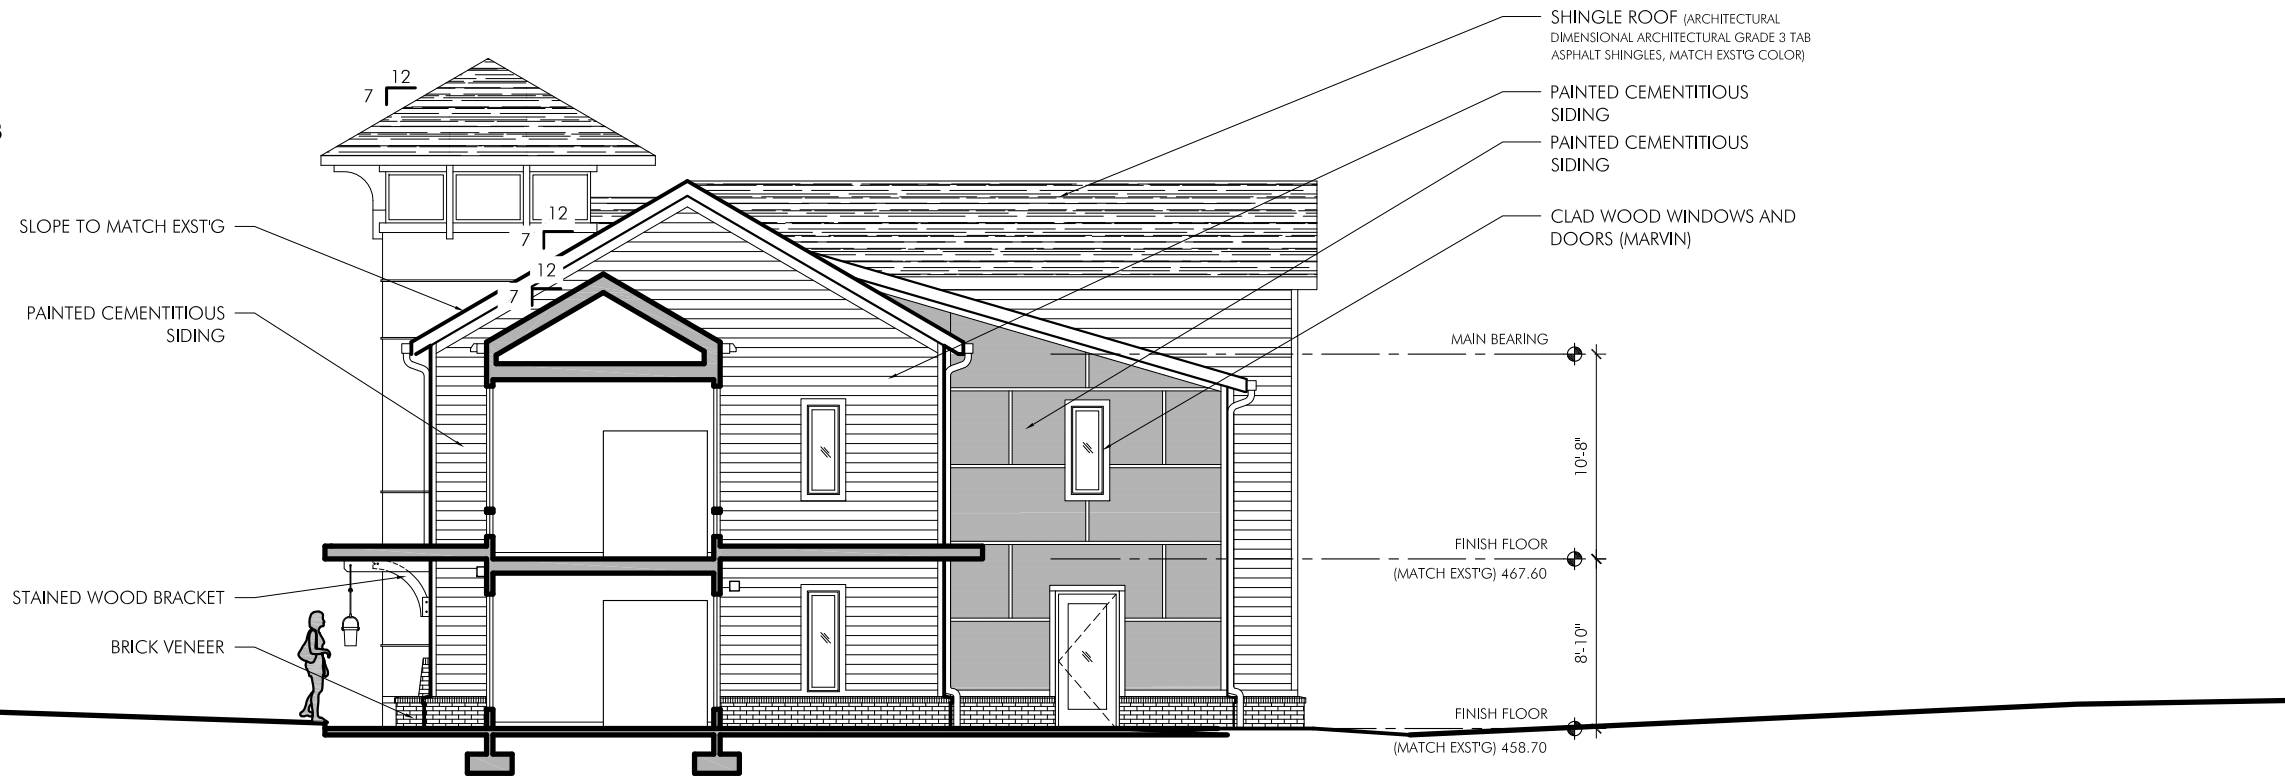 SHINGLE ROOF (ARCHITECTURAL
DIMENSIONAL ARCHITECTURAL GRADE 3 TAB
ASPHALT SHINGLES, MATCH EXST'G COLOR)
PAINTED CEMENTITIOUS
SIDING
PAINTED CEMENTITIOUS
SIDING
CLAD WOOD WINDOWS AND
DOORS (MARVIN)
12
7
12
7
12
7
SLOPE TO MATCH EXST'G
PAINTED CEMENTITIOUS
SIDING
STAINED WOOD BRACKET
BRICK VENEER
MAIN BEARING
10'-8"
FINISH FLOOR
(MATCH EXST'G) 467.60
8'-10"
FINISH FLOOR
(MATCH EXST'G) 458.70